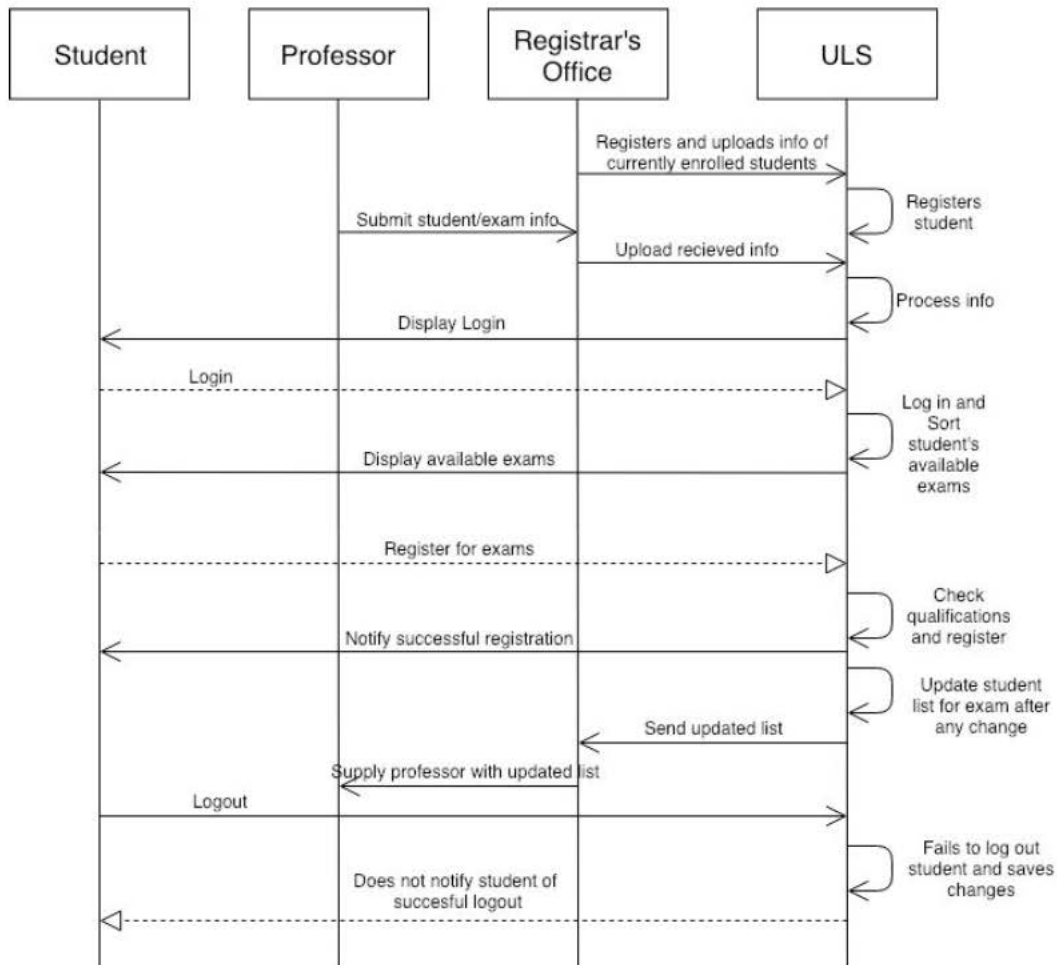 Student
Professor
Registrar's
Office
ULS
Registers and uploads info of
currently enrolled students
Registers
student
Submit student/exam info
Upload recieved info
Process info
Display Login
Login
Log in and
Sort
student's
available
exams
Display available exams
Register for exams
Check
qualifications
and register
Notify successful registration
Update student
list for exam after
any change
Send updated list
Supply professor with updated list
Logout
Fails to log out
student and saves
changes
Does not notify student of
succesful logout